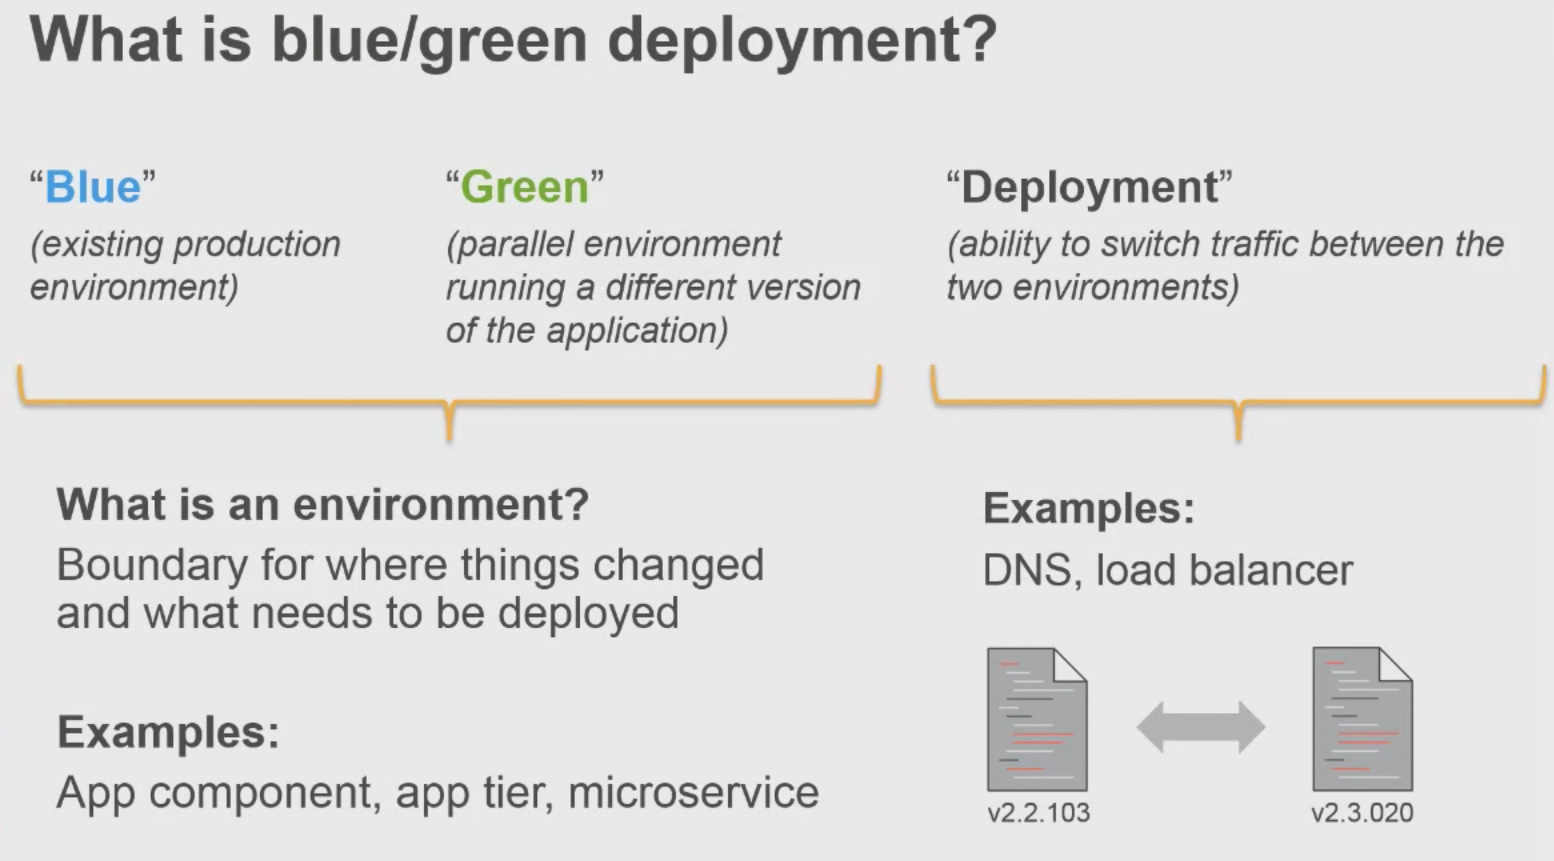 What is blue/green deployment?
“Blue”
(existing production
environment)
“Green”
(parallel environment
running a different version
of the application)
“Deployment”
(ability to switch traffic between the
two environments)
What is an environment?
Boundary for where things changed
and what needs to be deployed
Examples:
App component, app tier, microservice
Examples:
DNS, load balancer
v2.2.103
v2.3.020